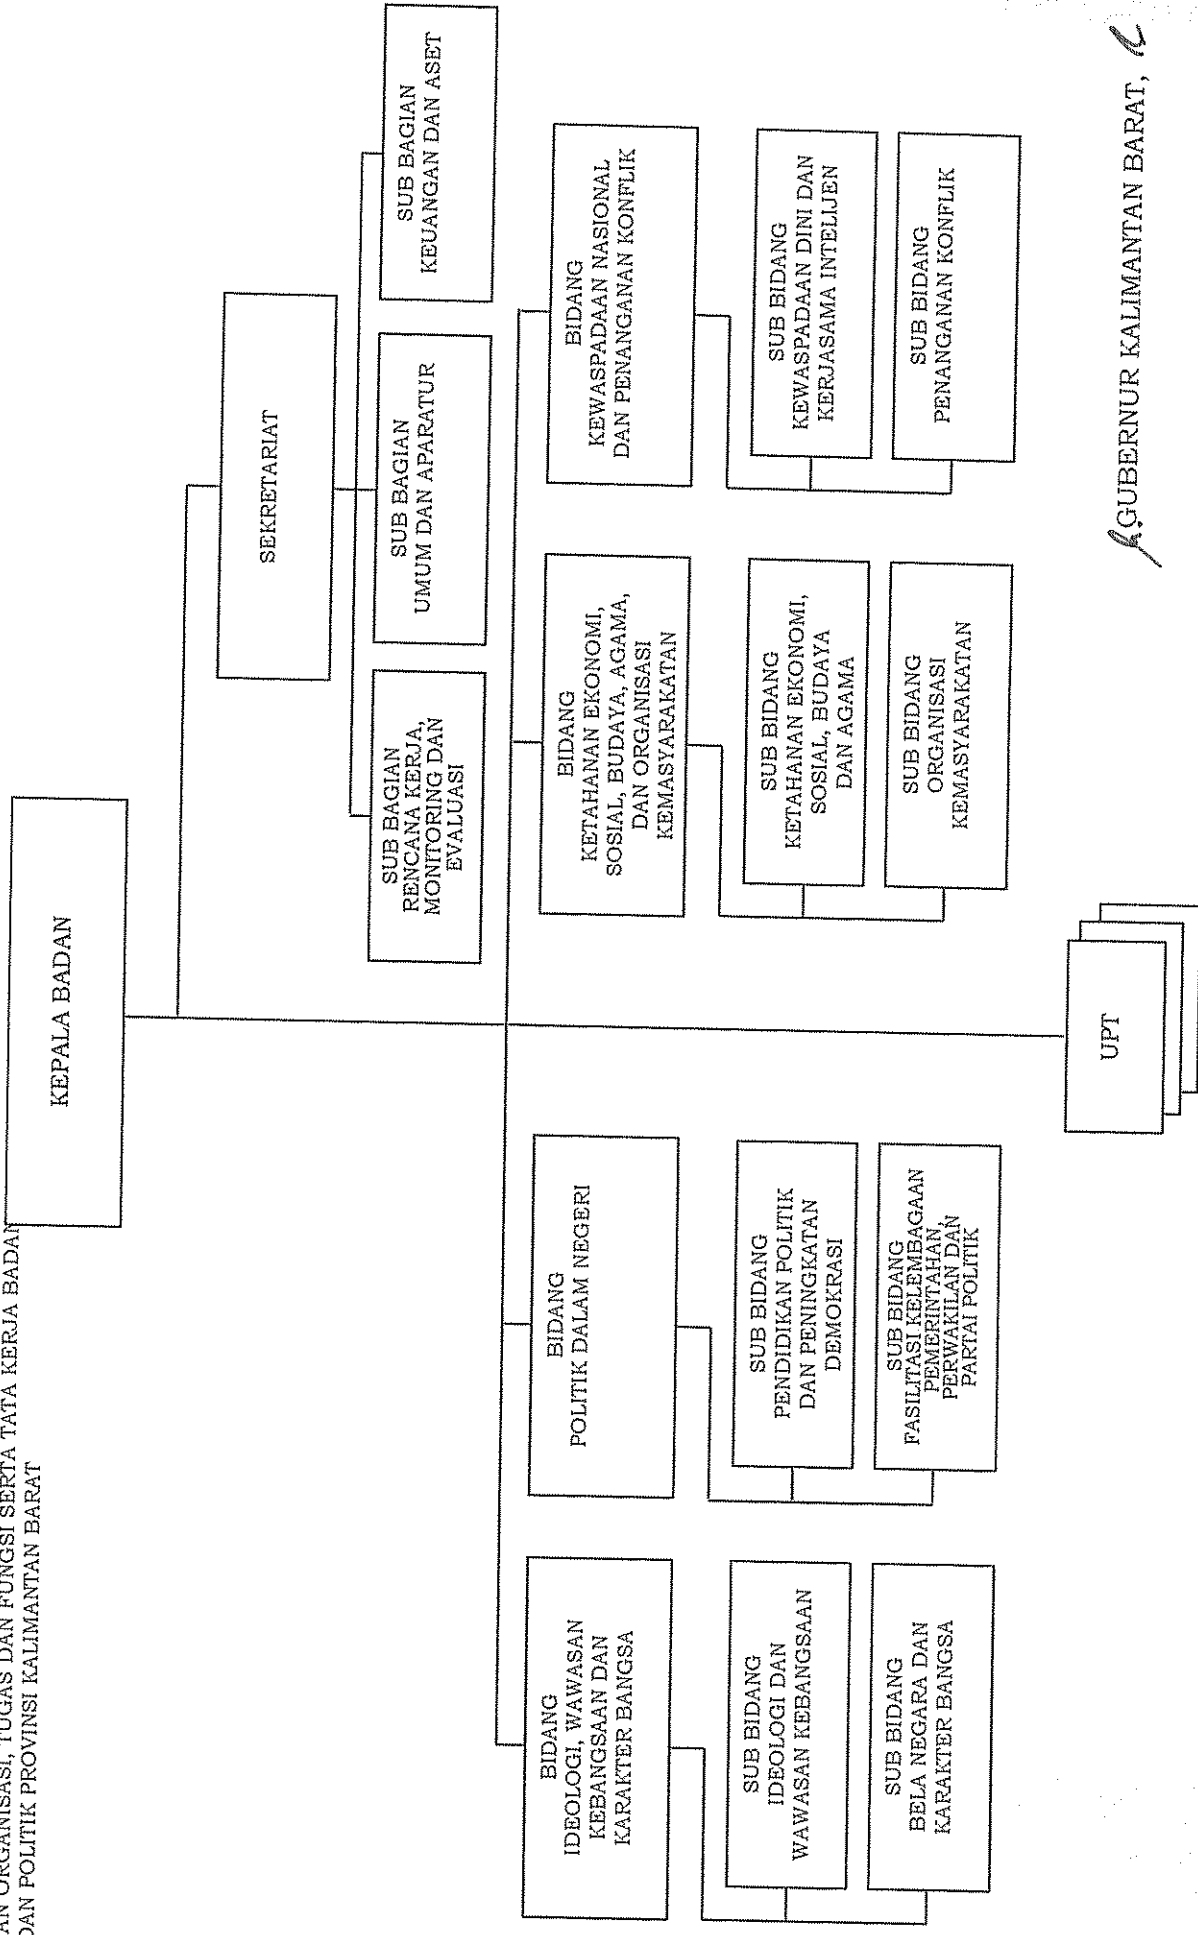 AN ORGANISASI, TUGAS DAN FUNGSI SERTA TATA KERJA BADAN
DAN POLITIK PROVINSI KALIMANTAN BARAT
KEPALA BADAN
SEKRETARIAT
SUB BAGIAN
RENCANA KERJA,
MONITORING DAN
EVALUASI
SUB BAGIAN
UMUM DAN APARATUR
SUB BAGIAN
KEUANGAN DAN ASET
BIDANG
IDEOLOGI, WAWASAN
KEBANGSAAN DAN
KARAKTER BANGSA
SUB BIDANG
IDEOLOGI DAN
WAWASAN KEBANGSAAN
SUB BIDANG
BELA NEGARA DAN
KARAKTER BANGSA
BIDANG
POLITIK DALAM NEGERI
SUB BIDANG
PENDIDIKAN POLITIK
DAN PENINGKATAN
DEMOKRASI
SUB BIDANG
FASILITASI KELEMBAGAAN
PEMERINTAHAN,
PERWAKILAN DAN
PARTAI POLITIK
BIDANG
KETAHANAN EKONOMI,
SOSIAL, BUDAYA, AGAMA,
DAN ORGANISASI
KEMASYARAKATAN
SUB BIDANG
KETAHANAN EKONOMI,
SOSIAL, BUDAYA
DAN AGAMA
SUB BIDANG
ORGANISASI
KEMASYARAKATAN
BIDANG
KEWASPADAAN NASIONAL
DAN PENANGANAN KONFLIK
SUB BIDANG
KEWASPADAAN DINI DAN
KERJASAMA INTELIJEN
SUB BIDANG
PENANGANAN KONFLIK
UPT
GUBERNUR KALIMANTAN BARAT,